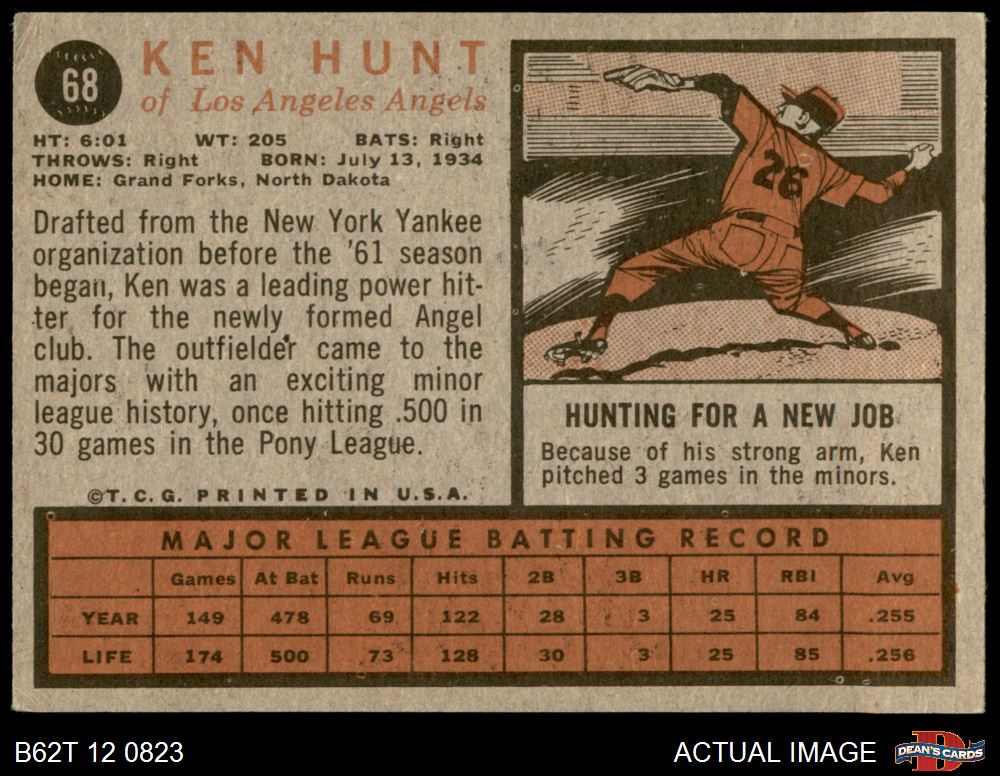 68
KEN HUNT
of Los Angeles Angels
HT: 6:01 WT: 205 BATS: Right
THROWS: Right BORN: July 13, 1934
HOME: Grand Forks, North Dakota
Drafted from the New York Yankee
organization before the '61 season
began, Ken was a leading power hit-
ter for the newly formed Angel
club. The outfielder came to the
majors with an exciting minor
league history, once hitting .500 in
30 games in the Pony League.
©T.C.G. PRINTED IN U.S.A.
26
HUNTING FOR A NEW JOB
Because of his strong arm, Ken
pitched 3 games in the minors.
MAJOR LEAGUE BATTING RECORD
Games At Bat Runs Hits 2B 3B HR RBI Avg
YEAR 149 478 69 122 28 3 25 84 .255
LIFE 174 500 73 128 30 3 25 85 .256
B62T 12 0823
ACTUAL IMAGE
D
DEAN'S CARDS